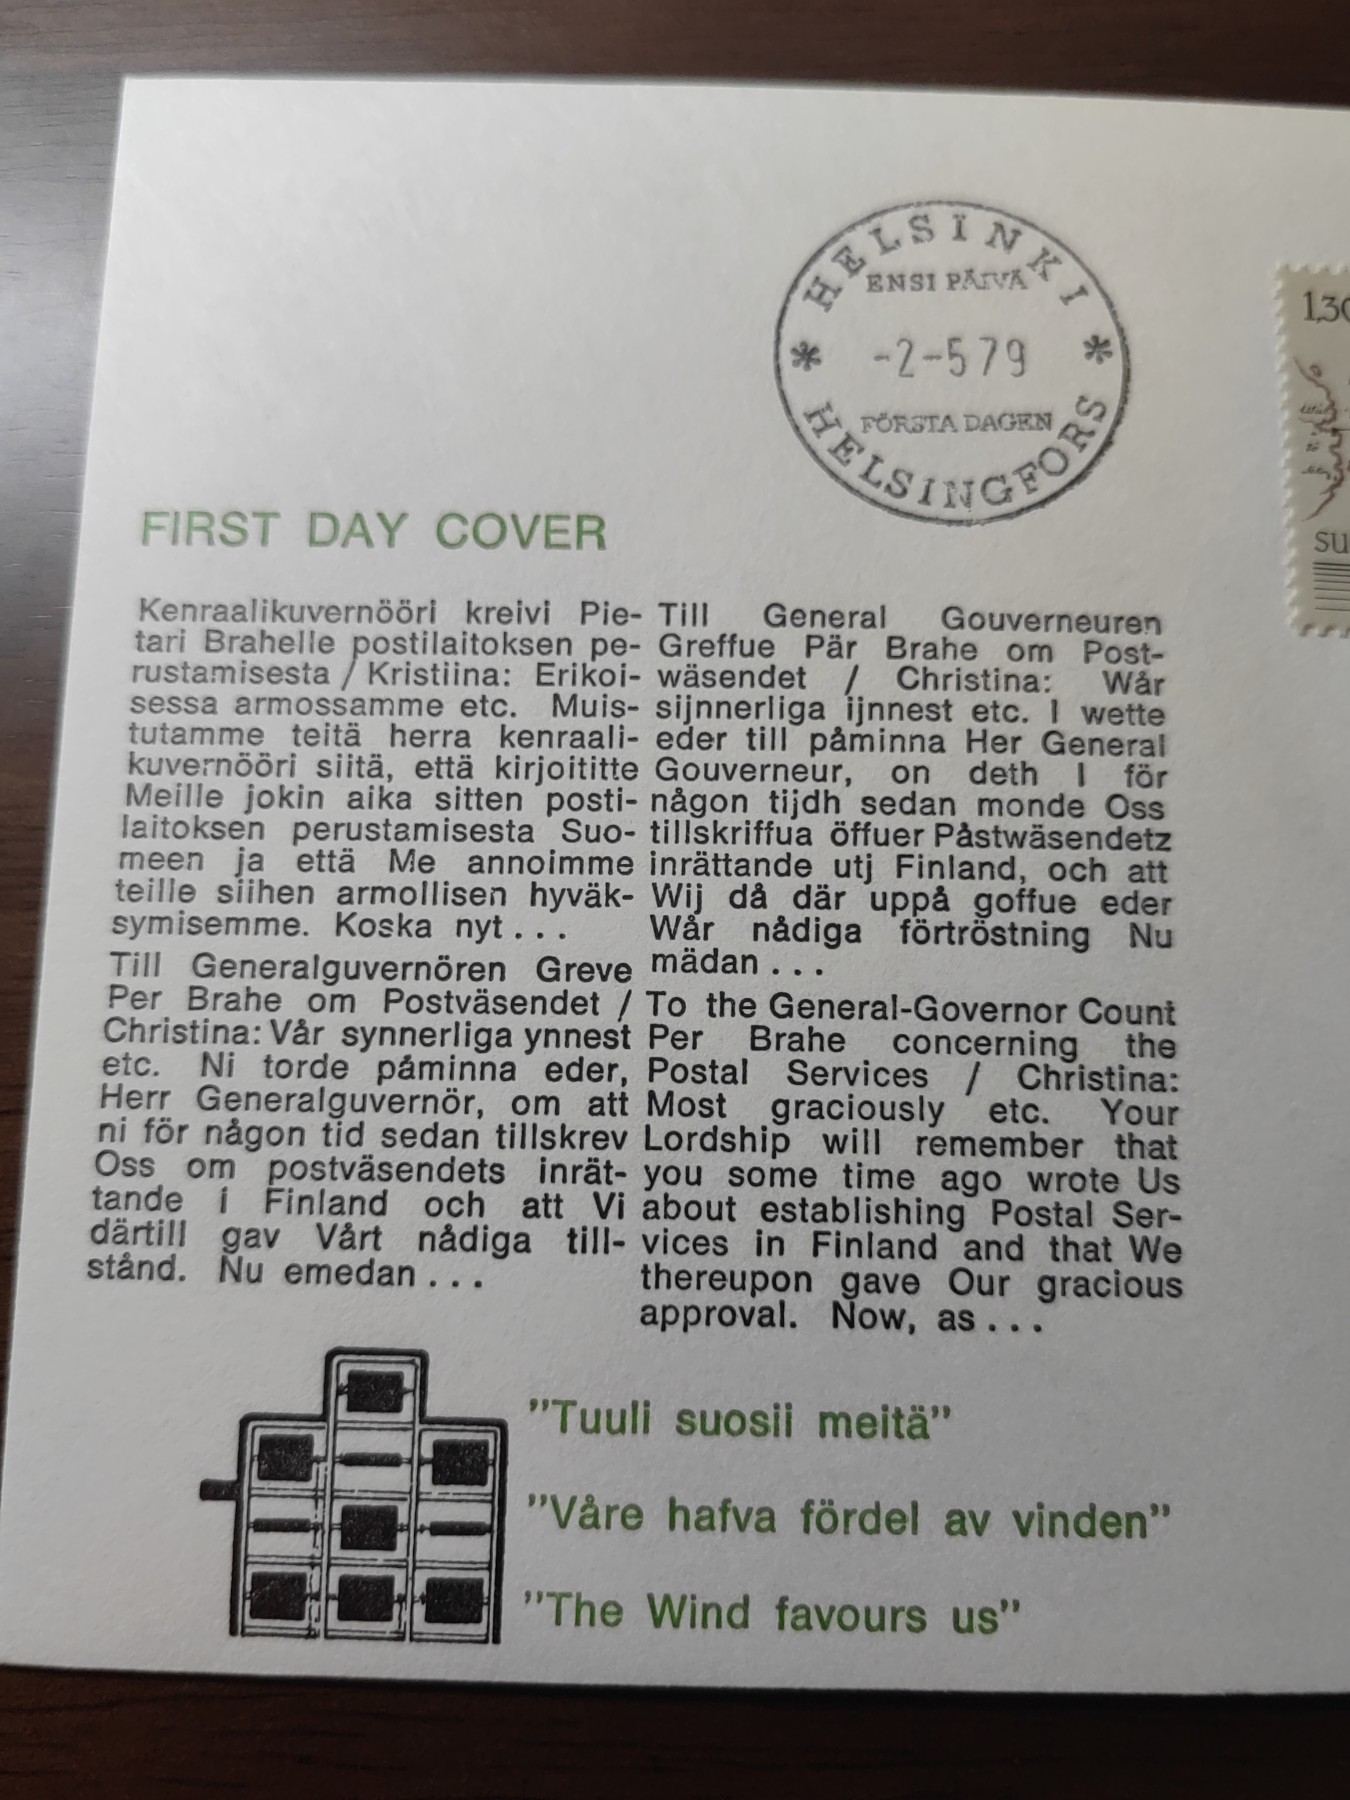 HELSINKI
ENSI PÄIVÄ
* -2-579 *
FÖRSTA DAGEN
HELSINGFORS
1,30
SU
FIRST DAY COVER
Kenraalikuvernööri kreivi Pie-
tari Brahelle postilaitoksen pe-
rustamisesta / Kristiina: Erikoi-
sessa armossamme etc. Muis-
tutamme teitä herra kenraali-
kuvernööri siitä, että kirjoititte
Meille jokin aika sitten posti-
laitoksen perustamisesta Suo-
meen ja että Me annoimme
teille siihen armollisen hyväk-
symisemme. Koska nyt . . .
Till Generalguvernören Greve
Per Brahe om Postväsendet /
Christina: Vår synnerliga ynnest
etc. Ni torde påminna eder,
Herr Generalguvernör, om att
ni för någon tid sedan tillskrev
Oss om postväsendets inrät-
tande i Finland och att Vi
därtill gav Vårt nådiga till-
stånd. Nu emedan . . .
Till General Gouverneuren
Greffue Pär Brahe om Post-
wäsendet / Christina: Wår
sijnnerliga ijnnest etc. I wette
eder till påminna Her General
Gouverneur, on deth I för
någon tijdh sedan monde Oss
tillskriffua öffuer Påstwäsendetz
inrättande utj Finland, och att
Wij då där uppå goffue eder
Wår nådiga förtröstning Nu
mädan . . .
To the General-Governor Count
Per Brahe concerning the
Postal Services / Christina:
Most graciously etc. Your
Lordship will remember that
you some time ago wrote Us
about establishing Postal Ser-
vices in Finland and that We
thereupon gave Our gracious
approval. Now, as . . .
”Tuuli suosii meitä”
”Våre hafva fördel av vinden”
”The Wind favours us”